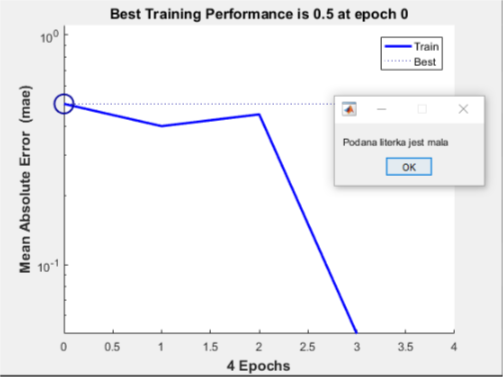 Best Training Performance is 0.5 at epoch 0
10^0
Train
Best
Podana literka jest mala
OK
Mean Absolute Error (mae)
10^-1
0 0.5 1 1.5 2 2.5 3 3.5 4
4 Epochs